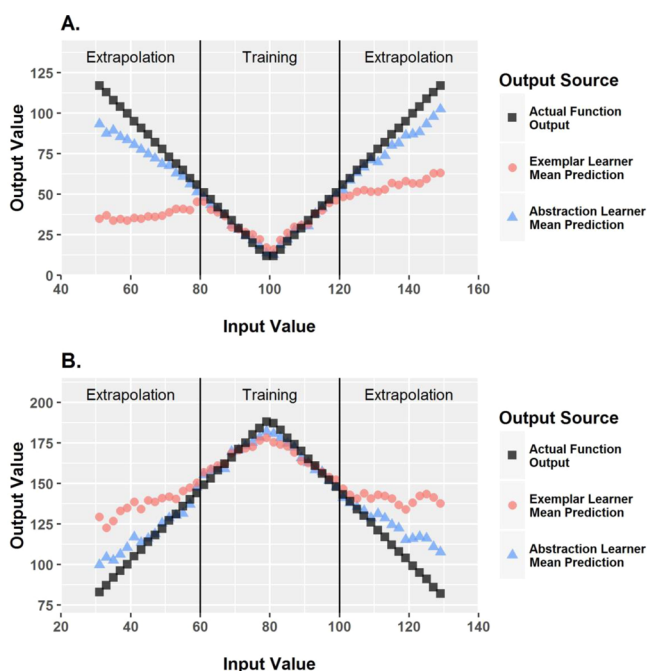 A.
Extrapolation Training Extrapolation
125
100
75
50
25
0
Output Value
40 60 80 100 120 140 160
Input Value
Output Source
Actual Function
Output
Exemplar Learner
Mean Prediction
Abstraction Learner
Mean Prediction
B.
Extrapolation Training Extrapolation
200
175
150
125
100
75
Output Value
20 40 60 80 100 120 140
Input Value
Output Source
Actual Function
Output
Exemplar Learner
Mean Prediction
Abstraction Learner
Mean Prediction